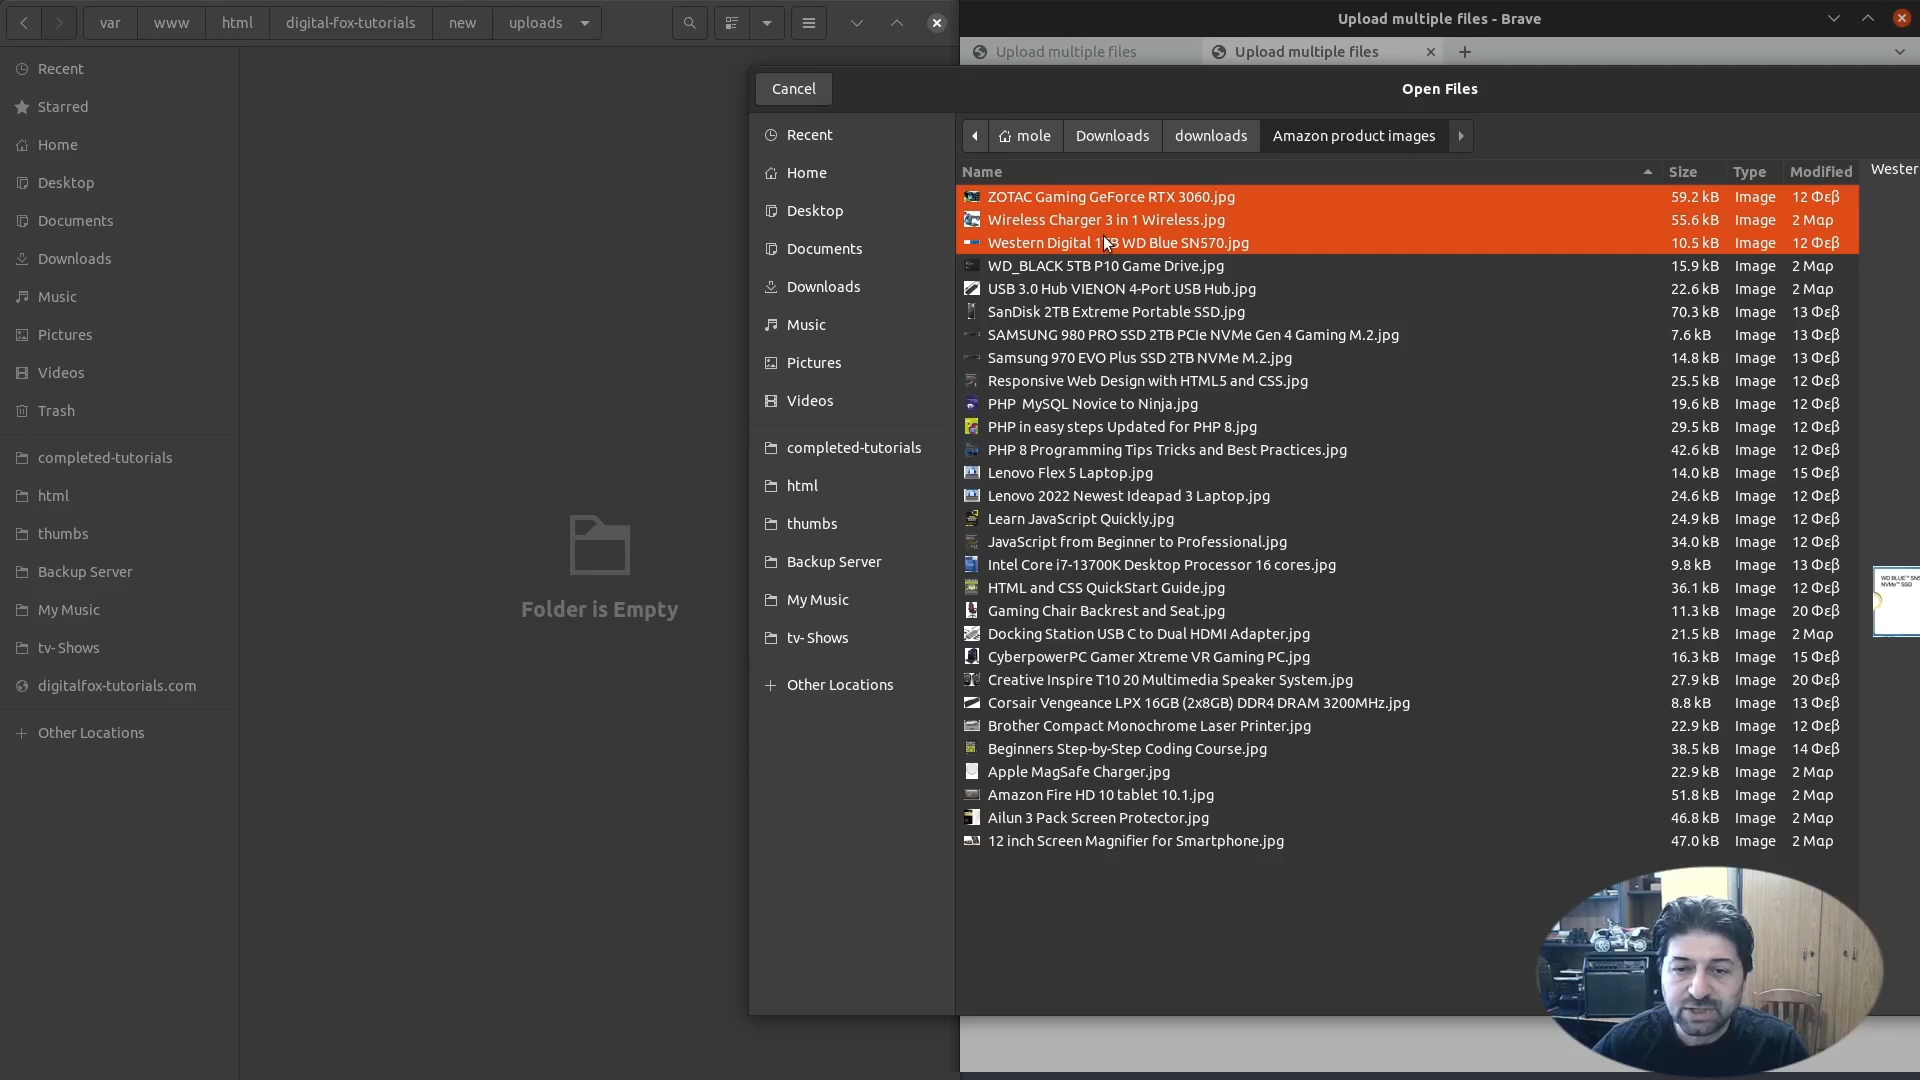 var www html digital-fox-tutorials new uploads
Upload multiple files - Brave
Upload multiple files
Upload multiple files
Recent
Starred
Home
Desktop
Documents
Downloads
Music
Pictures
Videos
Trash
completed-tutorials
html
thumbs
Backup Server
My Music
tv- Shows
digitalfox-tutorials.com
Other Locations
Folder is Empty
Cancel
Open Files
Recent
Home
Desktop
Documents
Downloads
Music
Pictures
Videos
completed-tutorials
html
thumbs
Backup Server
My Music
tv- Shows
Other Locations
mole Downloads downloads Amazon product images
Name Size Type Modified
ZOTAC Gaming GeForce RTX 3060.jpg 59.2 kB Image 12 Φεβ
Wireless Charger 3 in 1 Wireless.jpg 55.6 kB Image 2 Μαρ
Western Digital 1TB WD Blue SN570.jpg 10.5 kB Image 12 Φεβ
WD_BLACK 5TB P10 Game Drive.jpg 15.9 kB Image 2 Μαρ
USB 3.0 Hub VIENON 4-Port USB Hub.jpg 22.6 kB Image 2 Μαρ
SanDisk 2TB Extreme Portable SSD.jpg 70.3 kB Image 13 Φεβ
SAMSUNG 980 PRO SSD 2TB PCIe NVMe Gen 4 Gaming M.2.jpg 7.6 kB Image 13 Φεβ
Samsung 970 EVO Plus SSD 2TB NVMe M.2.jpg 14.8 kB Image 13 Φεβ
Responsive Web Design with HTML5 and CSS.jpg 25.5 kB Image 12 Φεβ
PHP  MySQL Novice to Ninja.jpg 19.6 kB Image 12 Φεβ
PHP in easy steps Updated for PHP 8.jpg 29.5 kB Image 12 Φεβ
PHP 8 Programming Tips Tricks and Best Practices.jpg 42.6 kB Image 12 Φεβ
Lenovo Flex 5 Laptop.jpg 14.0 kB Image 15 Φεβ
Lenovo 2022 Newest Ideapad 3 Laptop.jpg 24.6 kB Image 12 Φεβ
Learn JavaScript Quickly.jpg 24.9 kB Image 12 Φεβ
JavaScript from Beginner to Professional.jpg 34.0 kB Image 12 Φεβ
Intel Core i7-13700K Desktop Processor 16 cores.jpg 9.8 kB Image 13 Φεβ
HTML and CSS QuickStart Guide.jpg 36.1 kB Image 12 Φεβ
Gaming Chair Backrest and Seat.jpg 11.3 kB Image 20 Φεβ
Docking Station USB C to Dual HDMI Adapter.jpg 21.5 kB Image 2 Μαρ
CyberpowerPC Gamer Xtreme VR Gaming PC.jpg 16.3 kB Image 15 Φεβ
Creative Inspire T10 20 Multimedia Speaker System.jpg 27.9 kB Image 20 Φεβ
Corsair Vengeance LPX 16GB (2x8GB) DDR4 DRAM 3200MHz.jpg 8.8 kB Image 13 Φεβ
Brother Compact Monochrome Laser Printer.jpg 22.9 kB Image 12 Φεβ
Beginners Step-by-Step Coding Course.jpg 38.5 kB Image 14 Φεβ
Apple MagSafe Charger.jpg 22.9 kB Image 2 Μαρ
Amazon Fire HD 10 tablet 10.1.jpg 51.8 kB Image 2 Μαρ
Ailun 3 Pack Screen Protector.jpg 46.8 kB Image 2 Μαρ
12 inch Screen Magnifier for Smartphone.jpg 47.0 kB Image 2 Μαρ
Wester
WD BLUE™ SN5
NVMe™ SSD